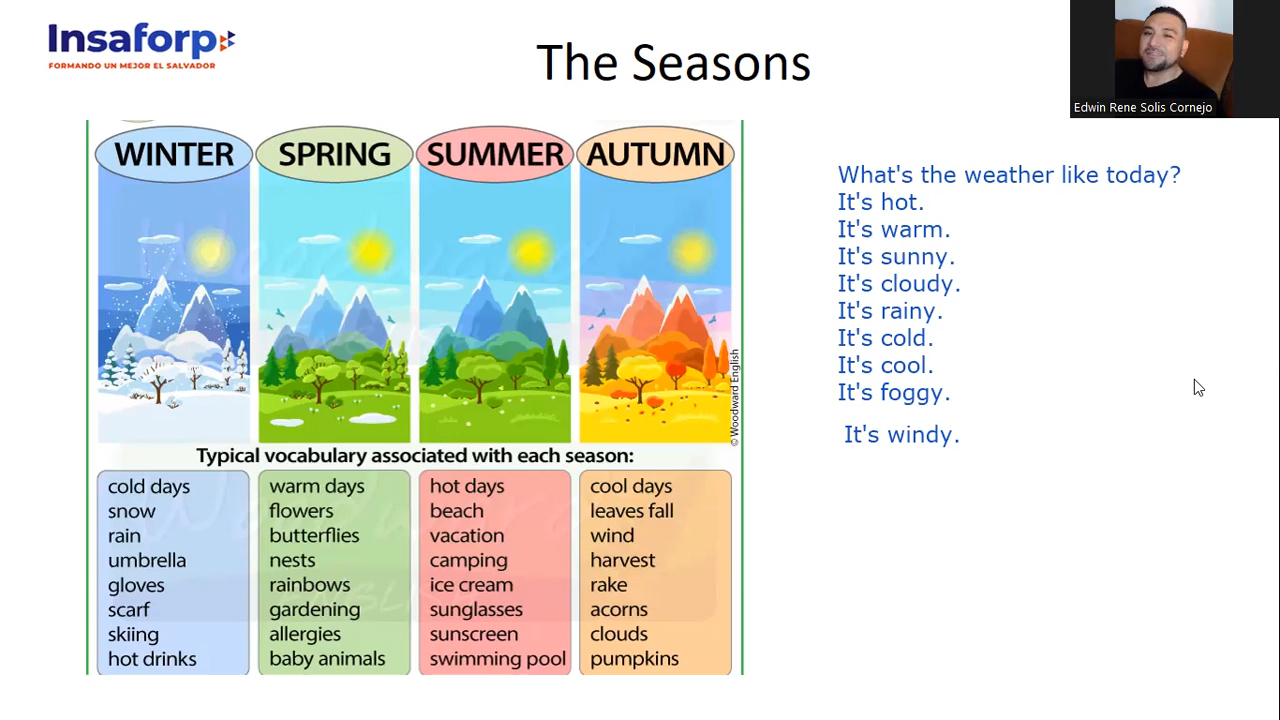 Insaforp
FORMANDO UN MEJOR EL SALVADOR
The Seasons
Edwin Rene Solis Cornejo
WINTER
SPRING
SUMMER
AUTUMN
© Woodward English
Typical vocabulary associated with each season:
cold days
snow
rain
umbrella
gloves
scarf
skiing
hot drinks
warm days
flowers
butterflies
nests
rainbows
gardening
allergies
baby animals
hot days
beach
vacation
camping
ice cream
sunglasses
sunscreen
swimming pool
cool days
leaves fall
wind
harvest
rake
acorns
clouds
pumpkins
What's the weather like today?
It's hot.
It's warm.
It's sunny.
It's cloudy.
It's rainy.
It's cold.
It's cool.
It's foggy.
It's windy.